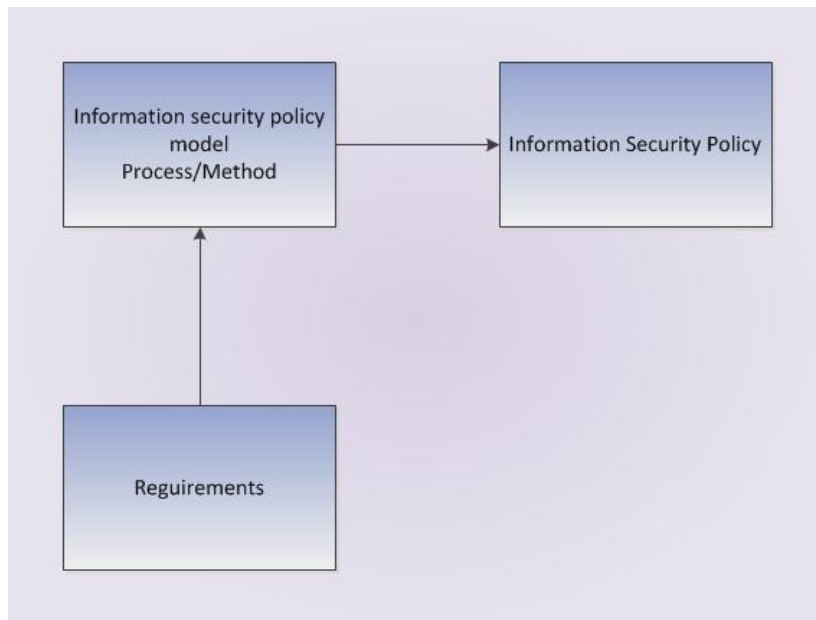 Information security policy
model
Process/Method
Information Security Policy
Reguirements